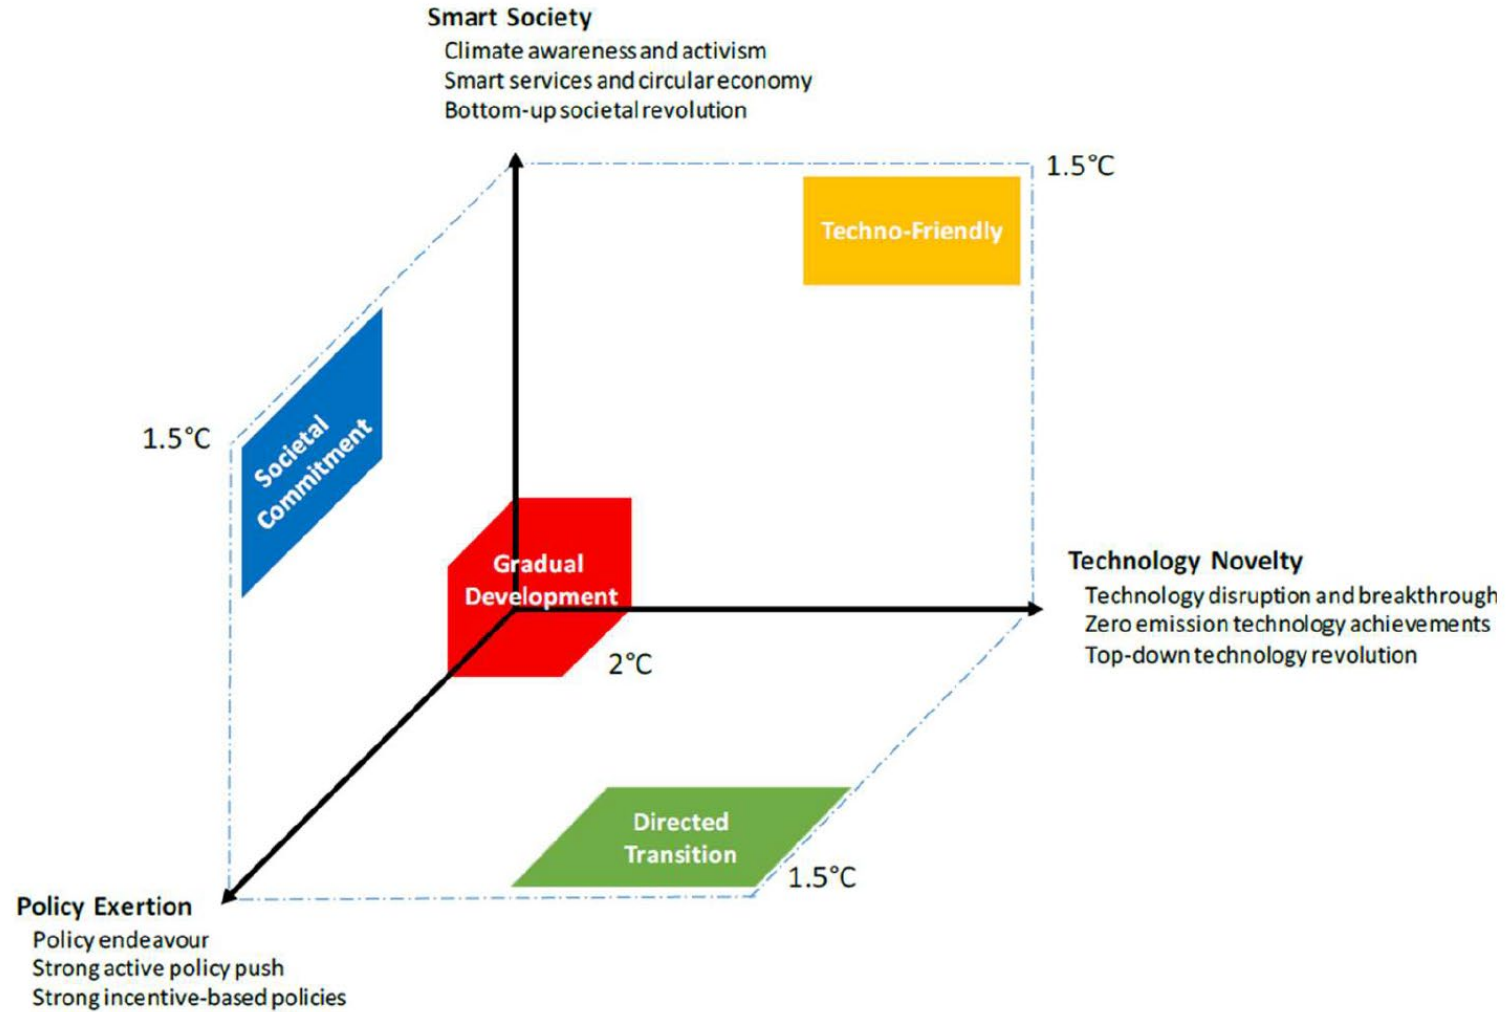 Smart Society
Climate awareness and activism
Smart services and circular economy
Bottom-up societal revolution
1.5°C
Techno-Friendly
Societal
Commitment
1.5°C
Gradual
Development
2°C
Technology Novelty
Technology disruption and breakthrough
Zero emission technology achievements
Top-down technology revolution
Directed
Transition
1.5°C
Policy Exertion
Policy endeavour
Strong active policy push
Strong incentive-based policies